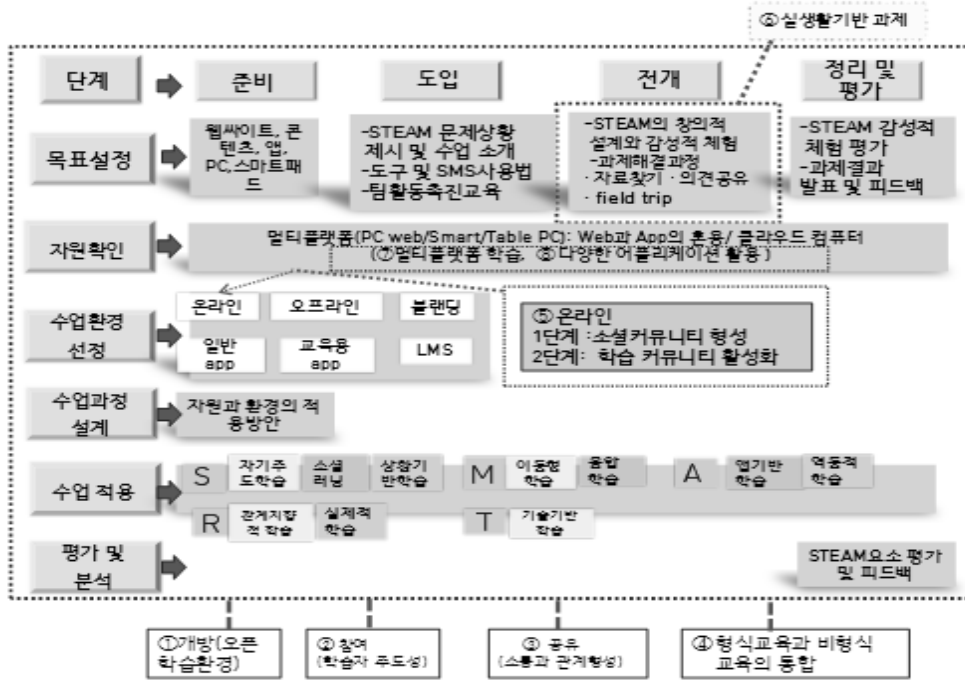 ⑥실생활기반 과제
단계
준비
도입
전개
정리 및
평가
목표설정
웹싸이트, 콘
텐츠, 앱,
PC,스마트패
드
-STEAM 문제상황
제시 및 수업 소개
-도구 및 SMS사용법
-팀활동촉진교육
-STEAM의 창의적
설계와 감성적 체험
-과제해결과정
· 자료찾기 · 의견공유
· field trip
-STEAM 감성적
체험 평가
-과제결과
발표 및 피드백
자원확인
멀티플랫폼(PC web/Smart/Table PC): Web과 App의 혼용/ 클라우드 컴퓨터
(⑦멀티플랫폼 학습, ⑧다양한 어플리케이션 활용 )
수업환경
선정
온라인
오프라인
블랜딩
일반
app
교육용
app
LMS
⑤ 온라인
1단계 :소셜커뮤니티 형성
2단계: 학습 커뮤니티 활성화
수업과정
설계
자원과 환경의 적
용방안
수업 적용
S
자기주
도학습
소셜
러닝
상황기
반학습
M
이동형
학습
융합
학습
A
앱기반
학습
역동적
학습
R
관계지향
적 학습
실제적
학습
T
기술기반
학습
평가 및
분석
STEAM요소 평가
및 피드백
①개방(오픈
학습환경)
② 참여
(학습자 주도성)
③ 공유
(소통과 관계형성)
④형식교육과 비형식
교육의 통합